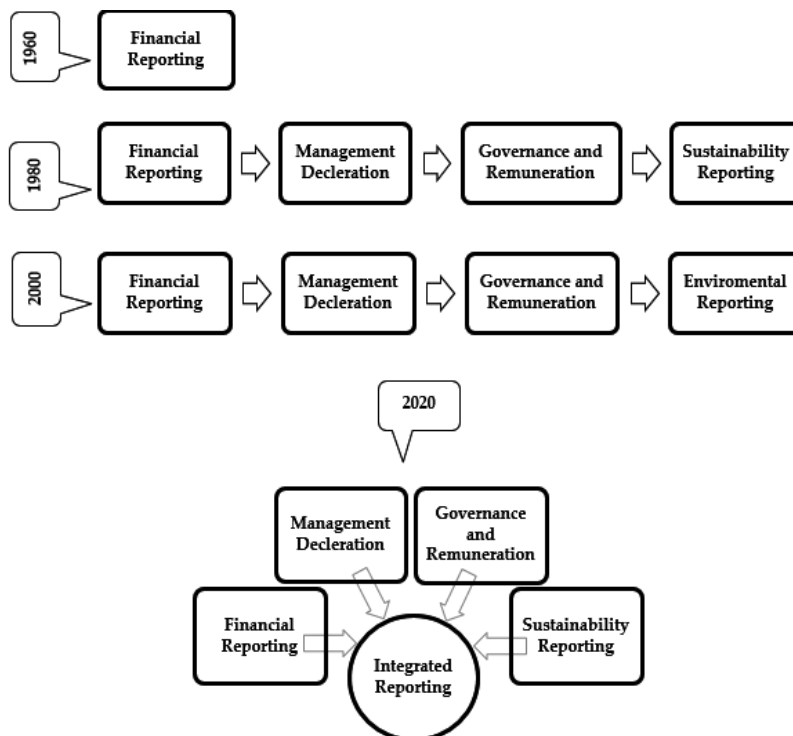 1960
Financial
Reporting
1980
Financial
Reporting
Management
Decleration
Governance and
Remuneration
Sustainability
Reporting
2000
Financial
Reporting
Management
Decleration
Governance and
Remuneration
Enviromental
Reporting
2020
Management
Decleration
Governance
and
Remuneration
Financial
Reporting
Sustainability
Reporting
Integrated
Reporting